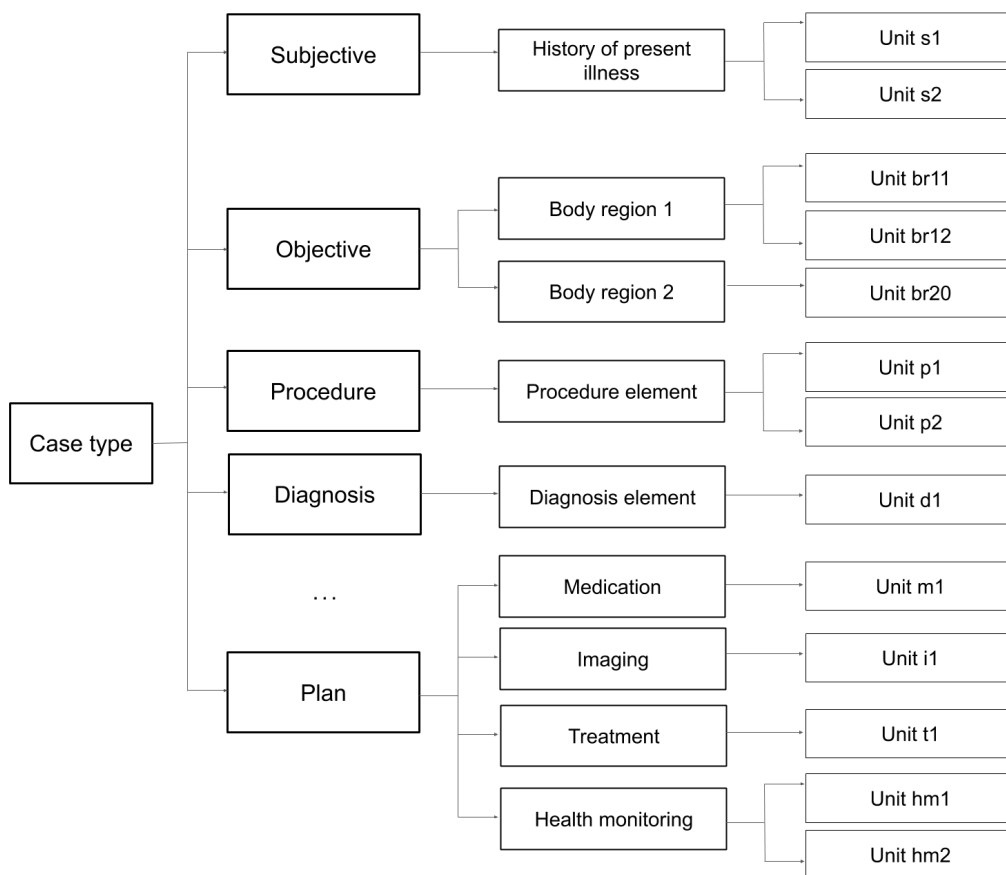 Case type
Subjective
Objective
Procedure
Diagnosis
...
Plan
History of present
illness
Body region 1
Body region 2
Procedure element
Diagnosis element
Medication
Imaging
Treatment
Health monitoring
Unit s1
Unit s2
Unit br11
Unit br12
Unit br20
Unit p1
Unit p2
Unit d1
Unit m1
Unit i1
Unit t1
Unit hm1
Unit hm2